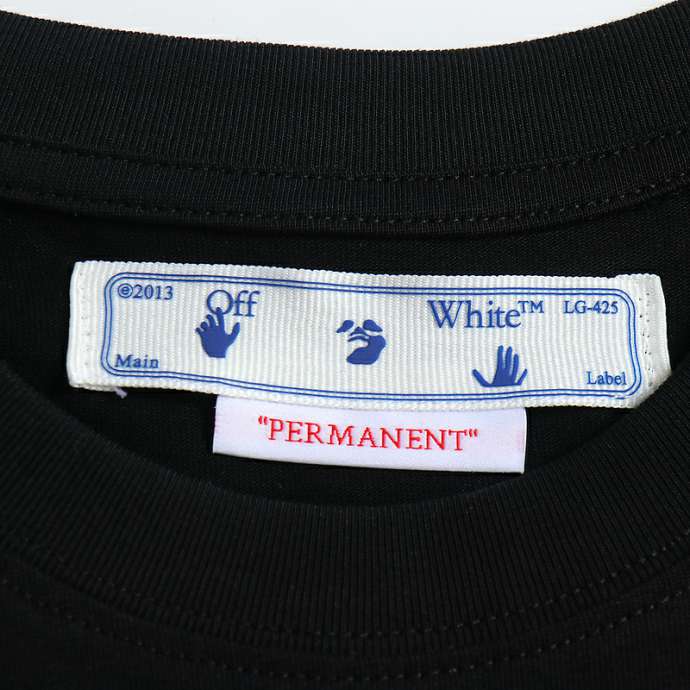 ©2013 Off White™ LG-425
Main Label
"PERMANENT"